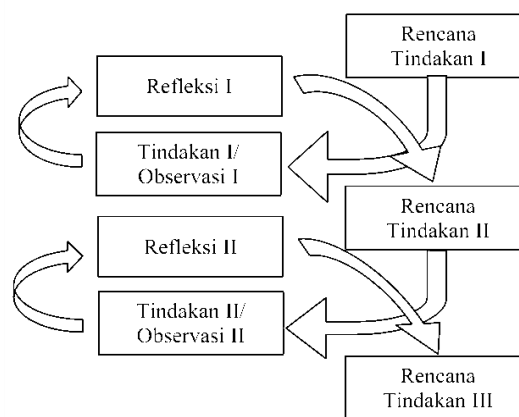 Rencana
Tindakan I
Refleksi I
Tindakan I/
Observasi I
Rencana
Tindakan II
Refleksi II
Tindakan II/
Observasi II
Rencana
Tindakan III